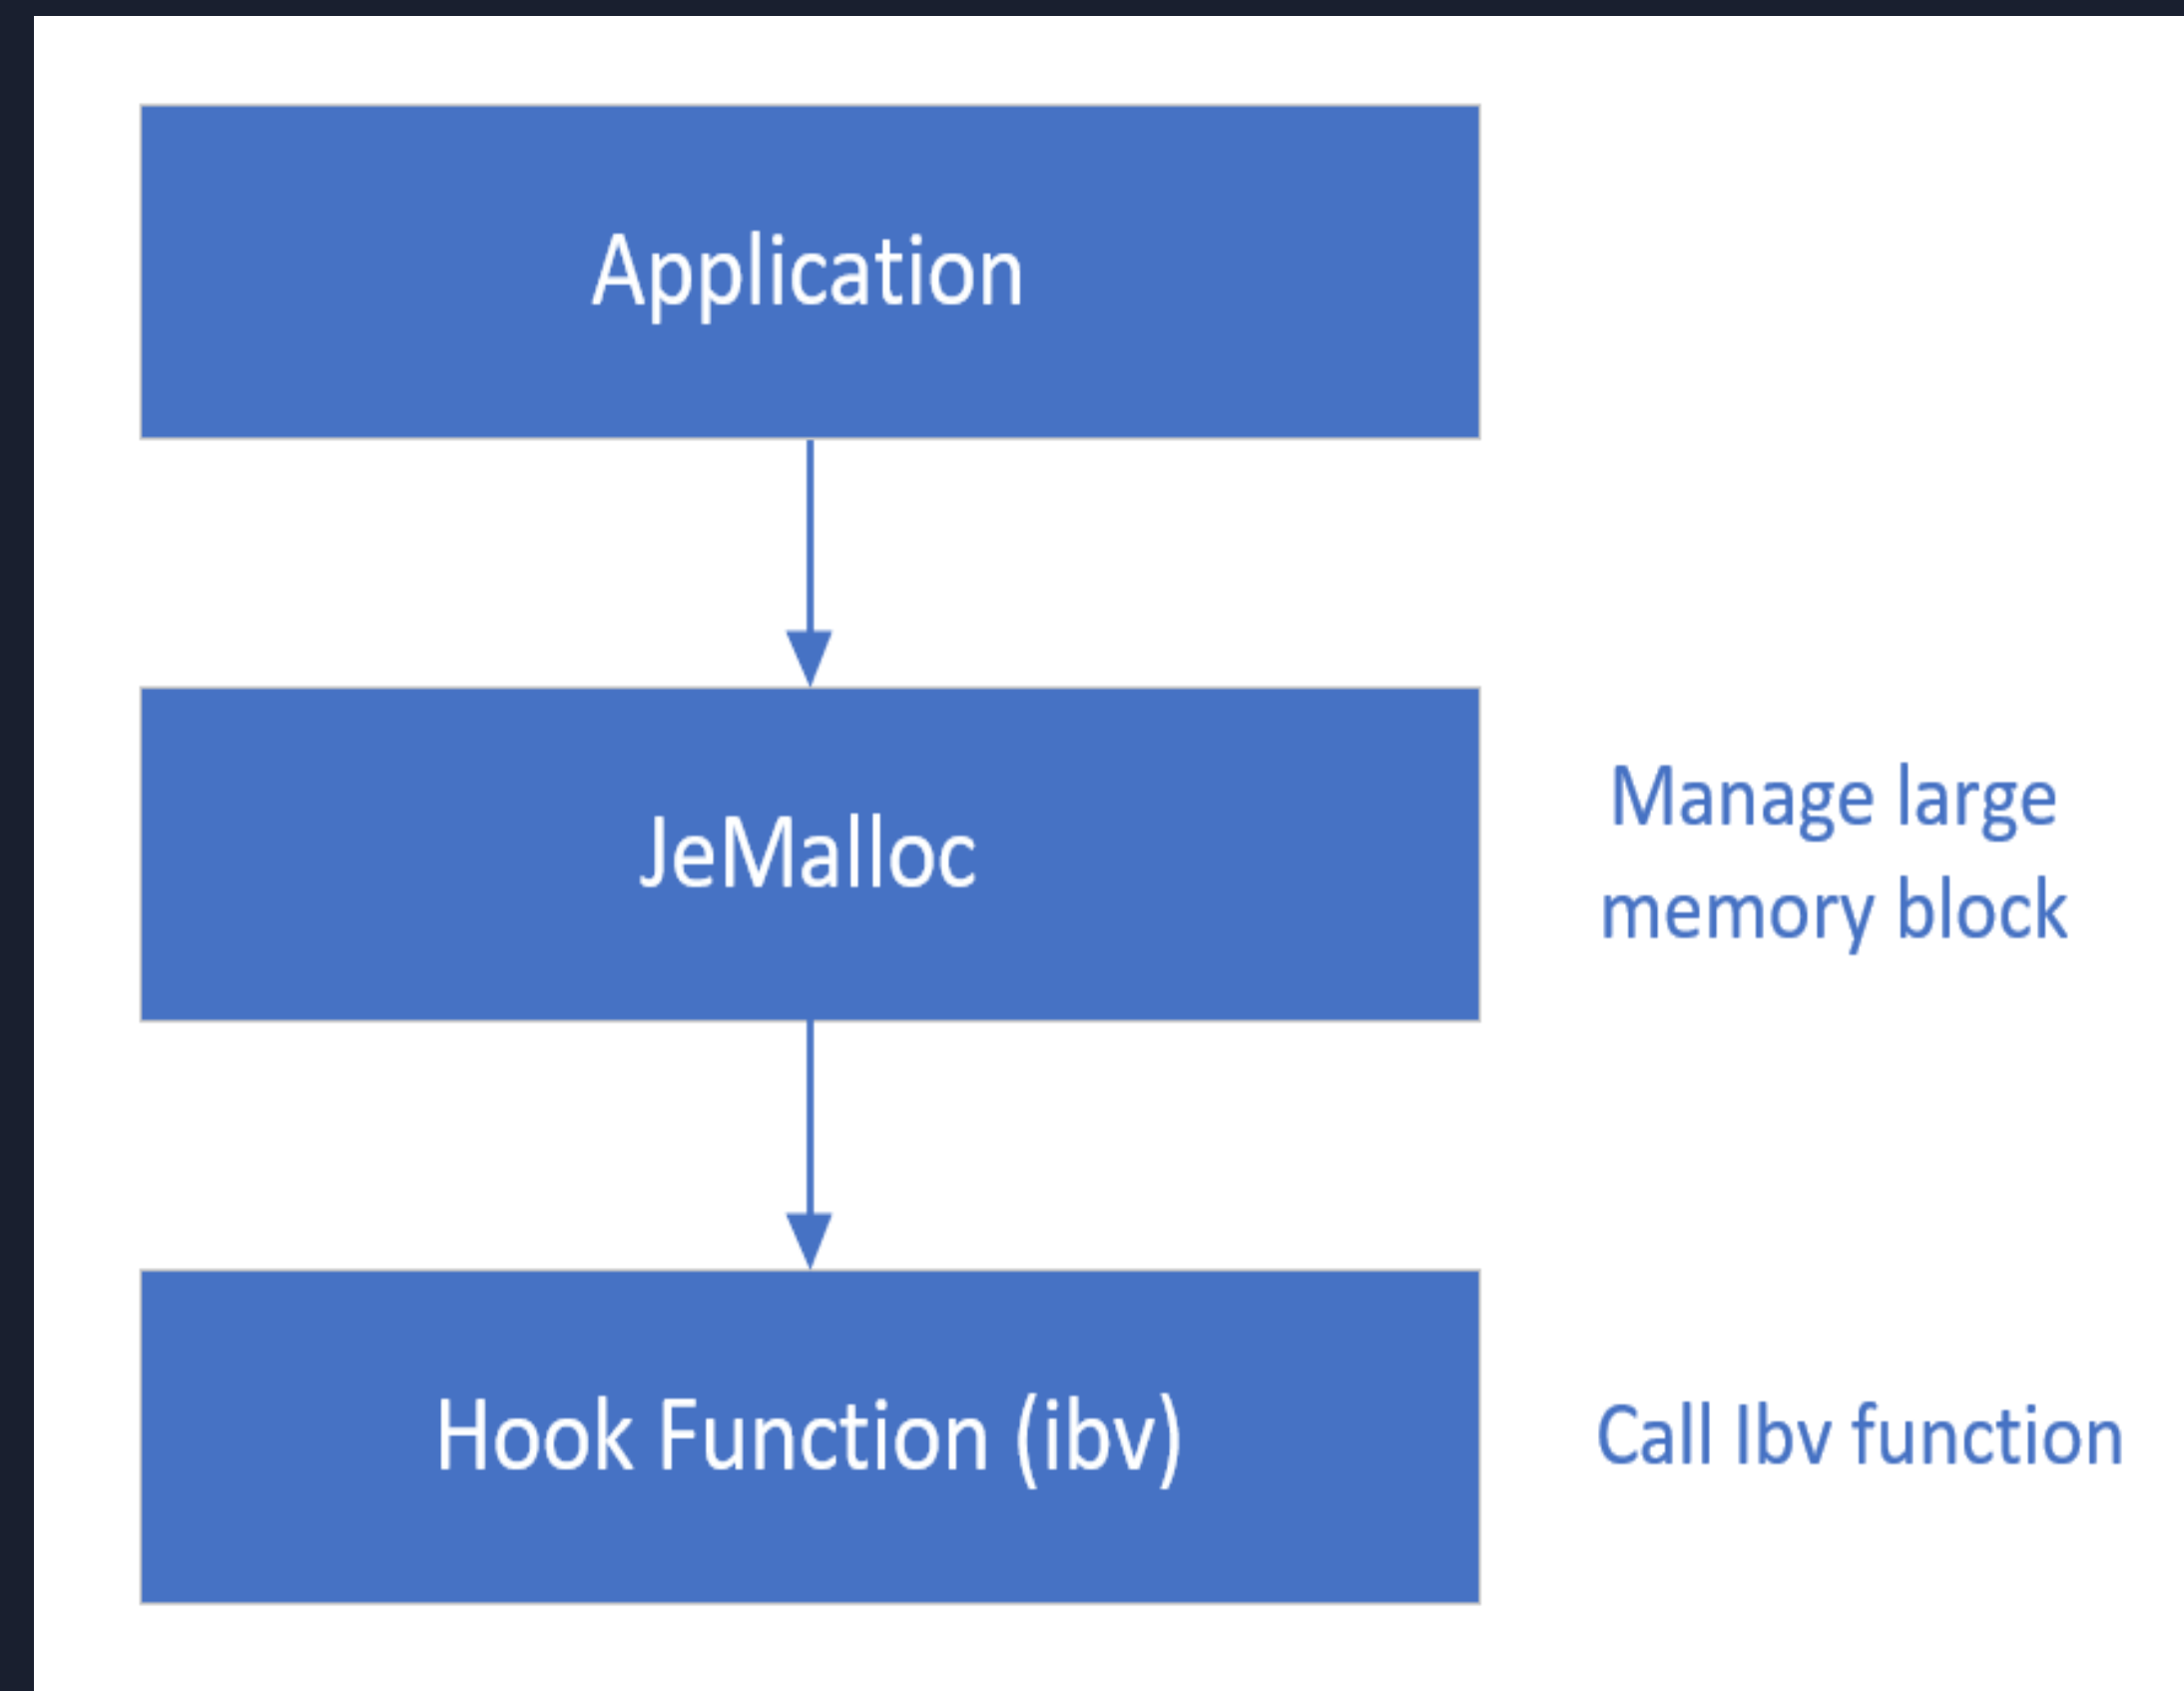 Application
JeMalloc
Manage large
memory block
Hook Function (ibv)
Call Ibv function